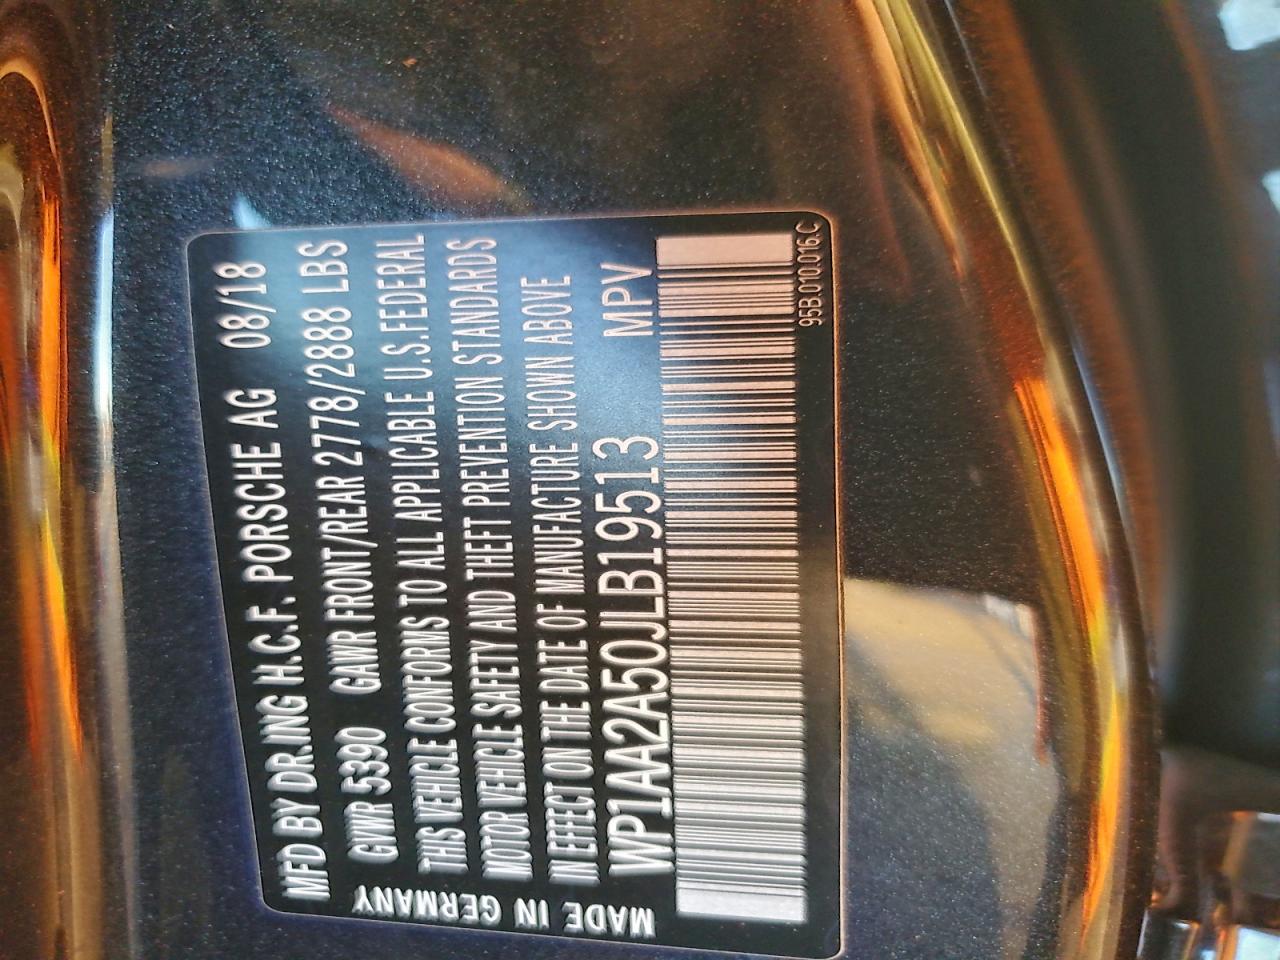 MFD BY DR.ING H.C.F. PORSCHE AG 08/18
GVWR 5390 GAWR FRONT/REAR 2778/2888 LBS
THIS VEHICLE CONFORMS TO ALL APPLICABLE U.S.FEDERAL
MOTOR VEHICLE SAFETY AND THEFT PREVENTION STANDARDS
IN EFFECT ON THE DATE OF MANUFACTURE SHOWN ABOVE
WP1AA2A50JLB19513 MPV
95B.010.016.C
MADE IN GERMANY